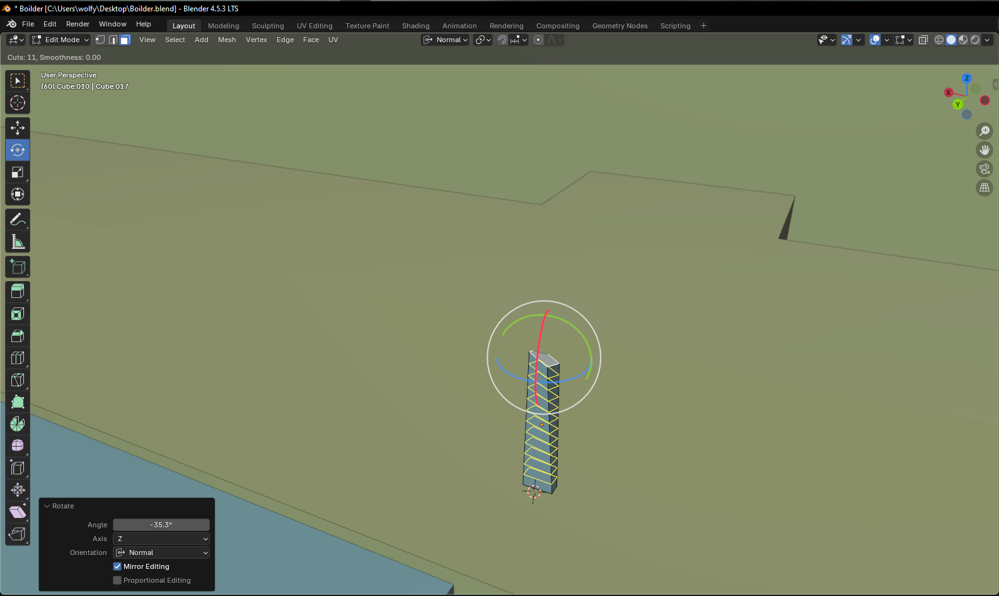 * Boilder [C:\Users\wolfy\Desktop\Boilder.blend] - Blender 4.5.3 LTS
File Edit Render Window Help Layout Modeling Sculpting UV Editing Texture Paint Shading Animation Rendering Compositing Geometry Nodes Scripting +
Edit Mode View Select Add Mesh Vertex Edge Face UV Normal
Cuts: 11, Smoothness: 0.00
User Perspective
(60) Cube.010 | Cube.017
Z
X
Y
Rotate
Angle -35.3°
Axis Z
Orientation Normal
Mirror Editing
Proportional Editing